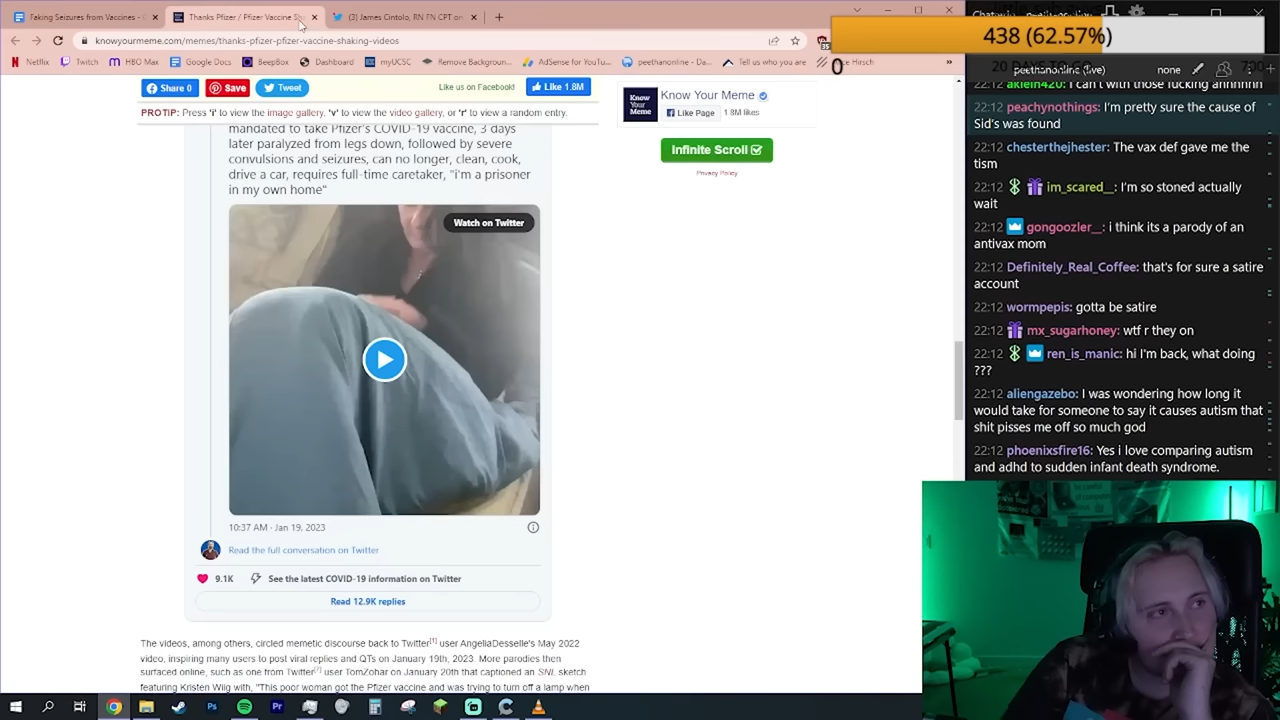 Faking Seizures from Vaccines -
Thanks Pfizer / Pfizer Vaccine Sh
(3) James Cintolo, RN FN CPT on
knowyourmeme.com/memes/thanks-pfizer-pfizer-vaccine-shaking-videos
Netflix
Twitch
HBO Max
Google Docs
BeepBox
Dashboard
myUCSC
Remove Background...
AdSense for YouTu...
peethanonline - Da...
Tell us who you are
Hirsch
438 (62.57%)
0
peethanonline (live)
none
Share 0
Save
Tweet
Like us on Facebook!
Like 1.8M
PROTIP: Press 'i' to view the image gallery, 'v' to view the video gallery, or 'r' to view a random entry.
Know Your Meme
Like Page
1.8M likes
Infinite Scroll
Privacy Policy
mandated to take Pfizer's COVID-19 vaccine, 3 days
later paralyzed from legs down, followed by severe
convulsions and seizures, can no longer, clean, cook,
drive a car, requires full-time caretaker, "i'm a prisoner
in my own home"
Watch on Twitter
10:37 AM · Jan 19, 2023
Read the full conversation on Twitter
9.1K
See the latest COVID-19 information on Twitter
Read 12.9K replies
The videos, among others, circled memetic discourse back to Twitter[1] user AngeliaDesselle's May 2022
video, inspiring many users to post viral replies and QTs on January 19th, 2023. More parodies then
surfaced online, such as one from Twitter[7] user TomZohar on January 20th that captioned an SNL sketch
featuring Kristen Wiig with, "This poor woman got the Pfizer vaccine and was trying to turn off a lamp when
aklein420: I can't with those fucking ahhhhhh
peachynothings: I'm pretty sure the cause of
Sid's was found
22:12 chesterthejhester: The vax def gave me the
tism
22:12 im_scared__: I'm so stoned actually
wait
22:12 gongoozler__: i think its a parody of an
antivax mom
22:12 Definitely_Real_Coffee: that's for sure a satire
account
22:12 wormpepis: gotta be satire
22:12 mx_sugarhoney: wtf r they on
22:12 ren_is_manic: hi I'm back, what doing
???
22:12 aliengazebo: I was wondering how long it
would take for someone to say it causes autism that
shit pisses me off so much god
22:12 phoenixsfire16: Yes i love comparing autism
and adhd to sudden infant death syndrome.